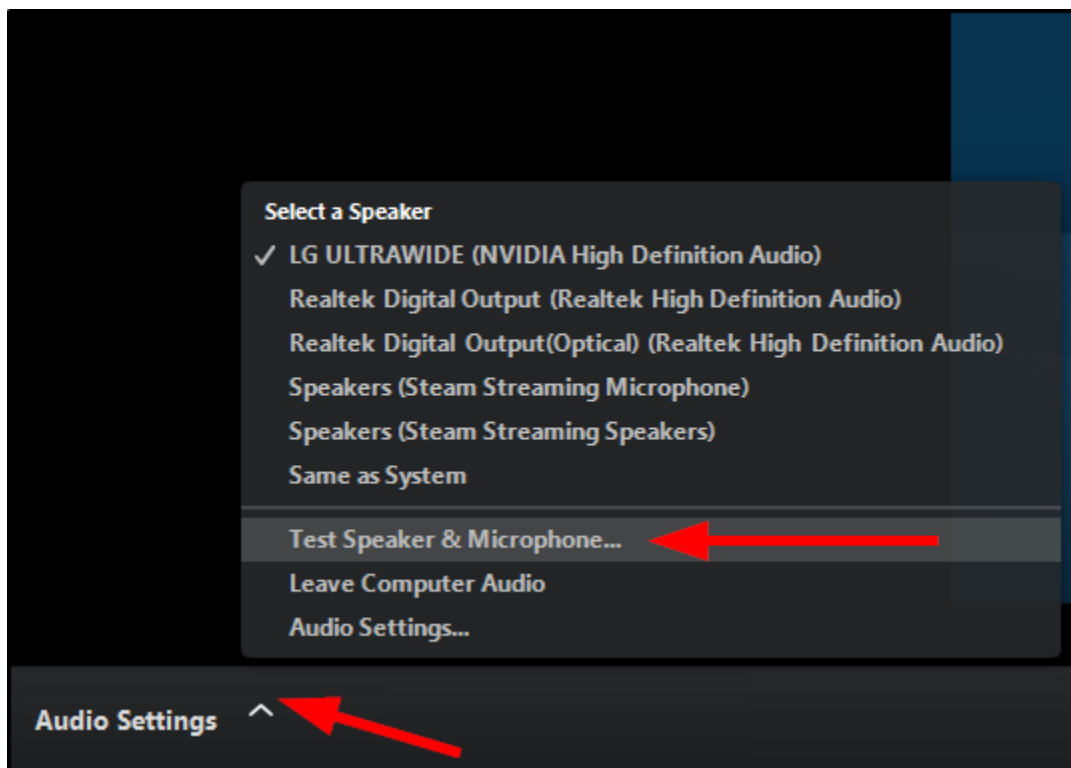 Select a Speaker
LG ULTRAWIDE (NVIDIA High Definition Audio)
Realtek Digital Output (Realtek High Definition Audio)
Realtek Digital Output(Optical) (Realtek High Definition Audio)
Speakers (Steam Streaming Microphone)
Speakers (Steam Streaming Speakers)
Same as System
Test Speaker & Microphone...
Leave Computer Audio
Audio Settings...
Audio Settings